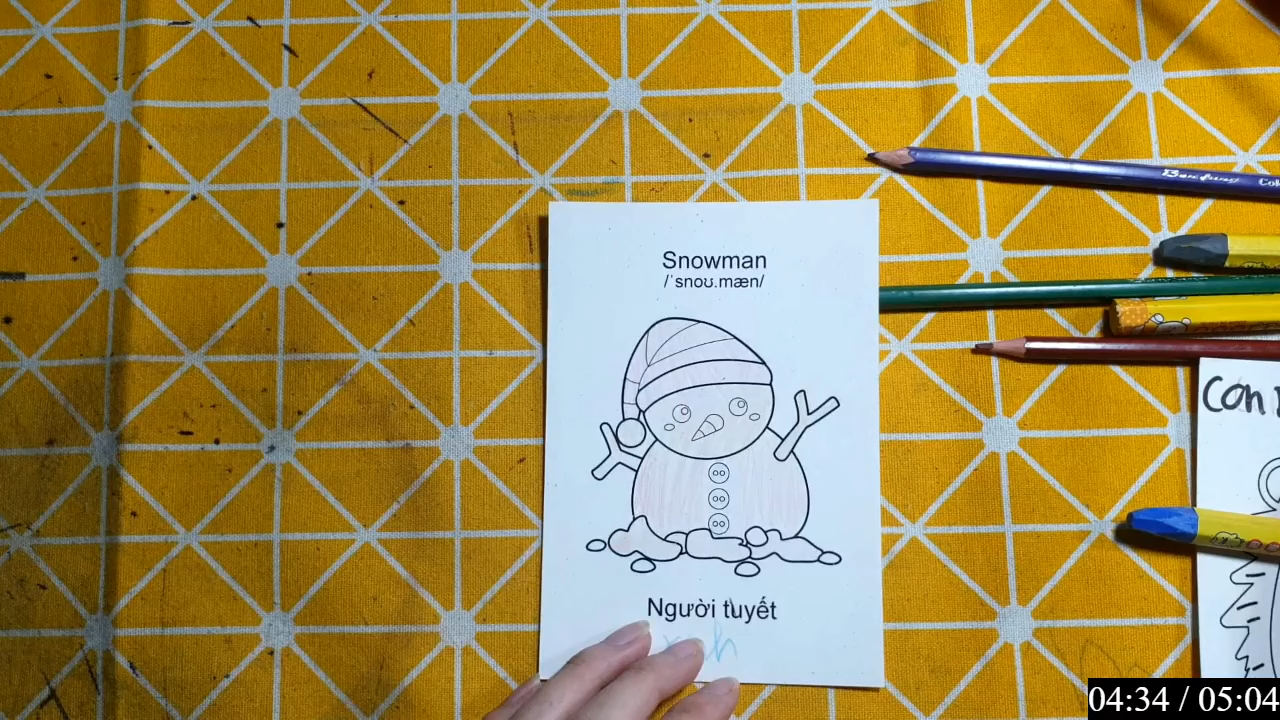 Snowman
/ˈsnoʊ.mæn/
Người tuyết
con
04:34 / 05:04